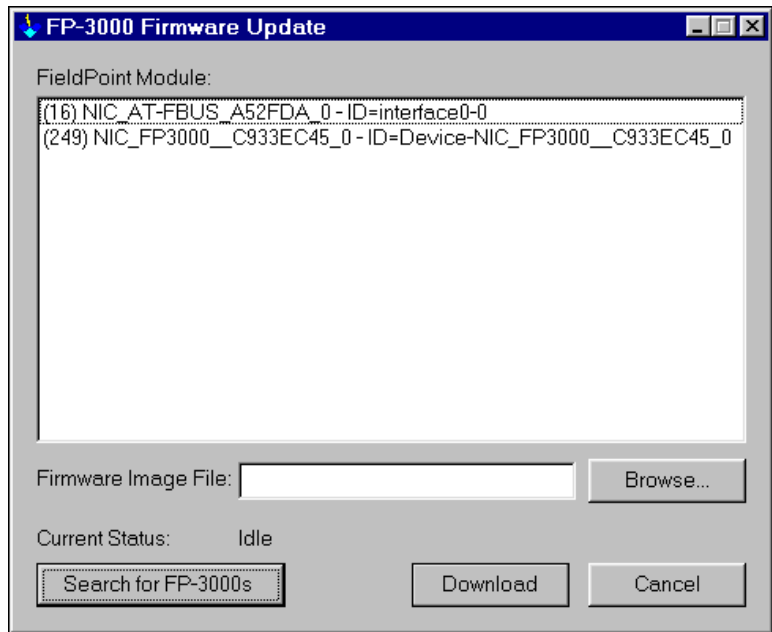 FP-3000 Firmware Update
FieldPoint Module:
(16) NIC_AT-FBUS_A52FDA_0 - ID=interface0-0
(249) NIC_FP3000__C933EC45_0 - ID=Device-NIC_FP3000__C933EC45_0
Firmware Image File:
Browse...
Current Status: Idle
Search for FP-3000s Download Cancel